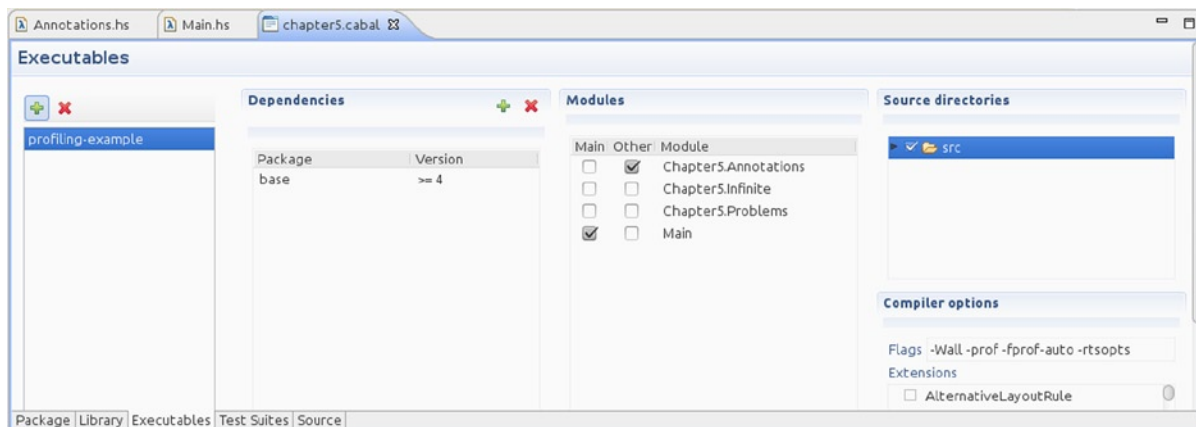 Annotations.hs Main.hs chapter5.cabal
Executables
profiling-example
Dependencies
Package Version
base >= 4
Modules
Main Other Module
Chapter5.Annotations
Chapter5.Infinite
Chapter5.Problems
Main
Source directories
src
Compiler options
Flags -Wall -prof -fprof-auto -rtsopts
Extensions
AlternativeLayoutRule
Package Library Executables Test Suites Source